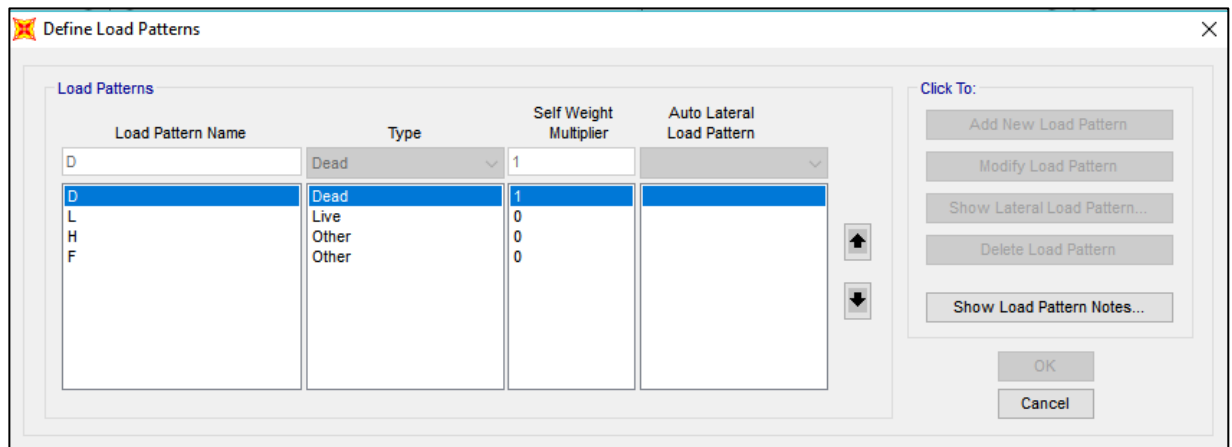 Define Load Patterns
Load Patterns
Load Pattern Name Type Self Weight Multiplier Auto Lateral Load Pattern
D Dead 1
D Dead 1
L Live 0
H Other 0
F Other 0
Click To:
Add New Load Pattern
Modify Load Pattern
Show Lateral Load Pattern...
Delete Load Pattern
Show Load Pattern Notes...
OK
Cancel